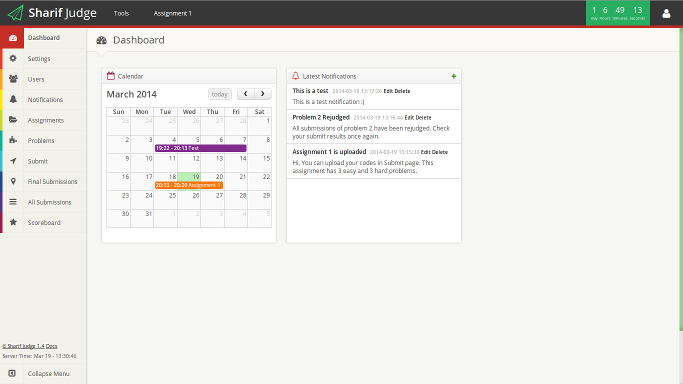 Sharif Judge
Tools
Assignment 1
1 6 49 13
day hours minutes seconds
Dashboard
Settings
Users
Notifications
Assignments
Problems
Submit
Final Submissions
All Submissions
Scoreboard
© Sharif Judge 1.4 Docs
Server Time: Mar 19 - 13:30:46
Collapse Menu
Dashboard
Calendar
March 2014
today
Sun Mon Tue Wed Thu Fri Sat
23 24 25 26 27 28 1
2 3 4 5 6 7 8
19:22 - 20:13 Test
9 10 11 12 13 14 15
16 17 18 19 20 21 22
20:13 - 20:28 Assignment 1
23 24 25 26 27 28 29
30 31 1 2 3 4 5
Latest Notifications
This is a test 2014-03-19 13:17:26 Edit Delete
This is a test notification :)
Problem 2 Rejudged 2014-03-19 13:16:44 Edit Delete
All submissions of problem 2 have been rejudged. Check
your submit results once again.
Assignment 1 is uploaded 2014-03-19 13:15:30 Edit Delete
Hi, You can upload your codes in Submit page. This
assignment has 3 easy and 3 hard problems.